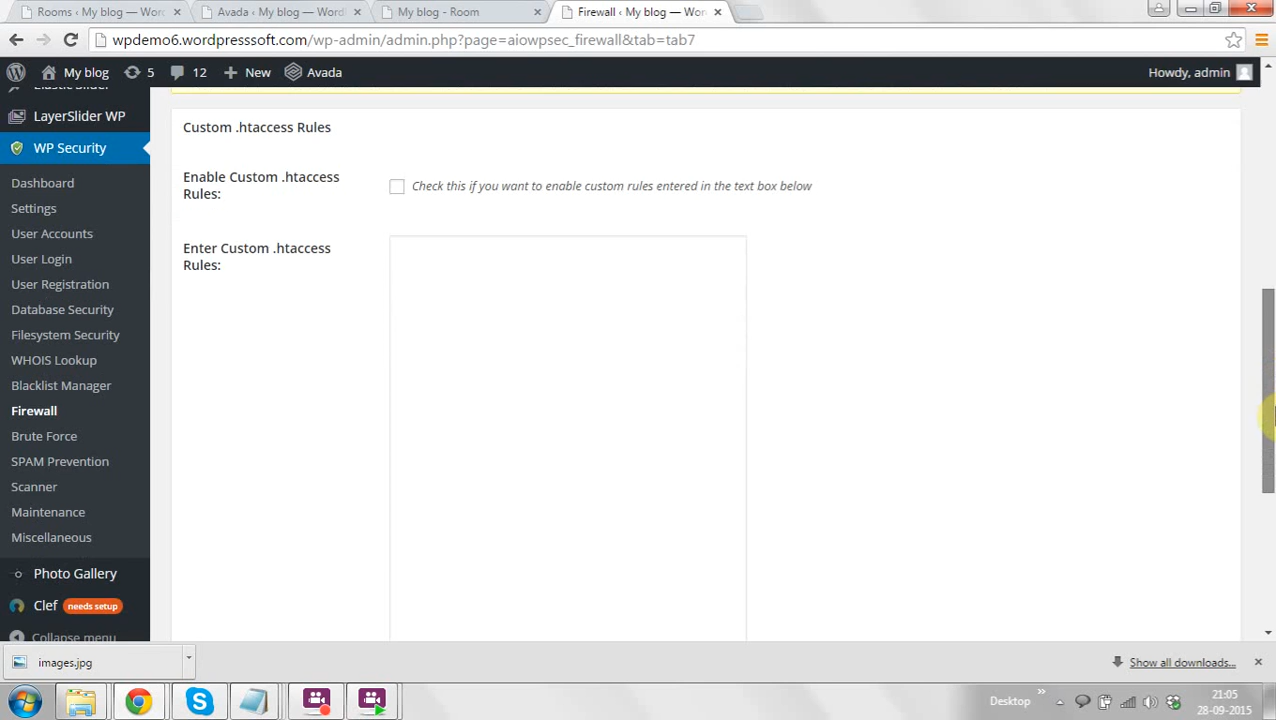 Rooms ‹ My blog — Wor
Avada ‹ My blog — Word
My blog - Room
Firewall ‹ My blog — Wor
wpdemo6.wordpresssoft.com/wp-admin/admin.php?page=aiowpsec_firewall&tab=tab7
My blog
5
12
New
Avada
Howdy, admin
Elastic Slider
LayerSlider WP
WP Security
Dashboard
Settings
User Accounts
User Login
User Registration
Database Security
Filesystem Security
WHOIS Lookup
Blacklist Manager
Firewall
Brute Force
SPAM Prevention
Scanner
Maintenance
Miscellaneous
Photo Gallery
Clef needs setup
Collapse menu
Custom .htaccess Rules
Enable Custom .htaccess
Rules:
Check this if you want to enable custom rules entered in the text box below
Enter Custom .htaccess
Rules:
images.jpg
Show all downloads...
Desktop
21:05
28-09-2015